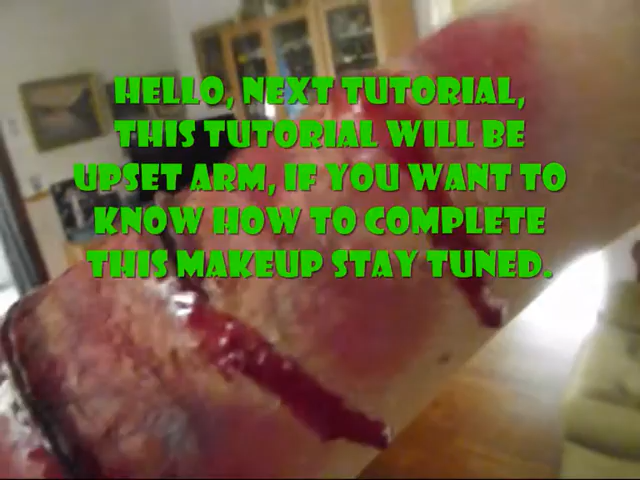 HELLO, NEXT TUTORIAL,
THIS TUTORIAL WILL BE
UPSET ARM, IF YOU WANT TO
KNOW HOW TO COMPLETE
THIS MAKEUP STAY TUNED.